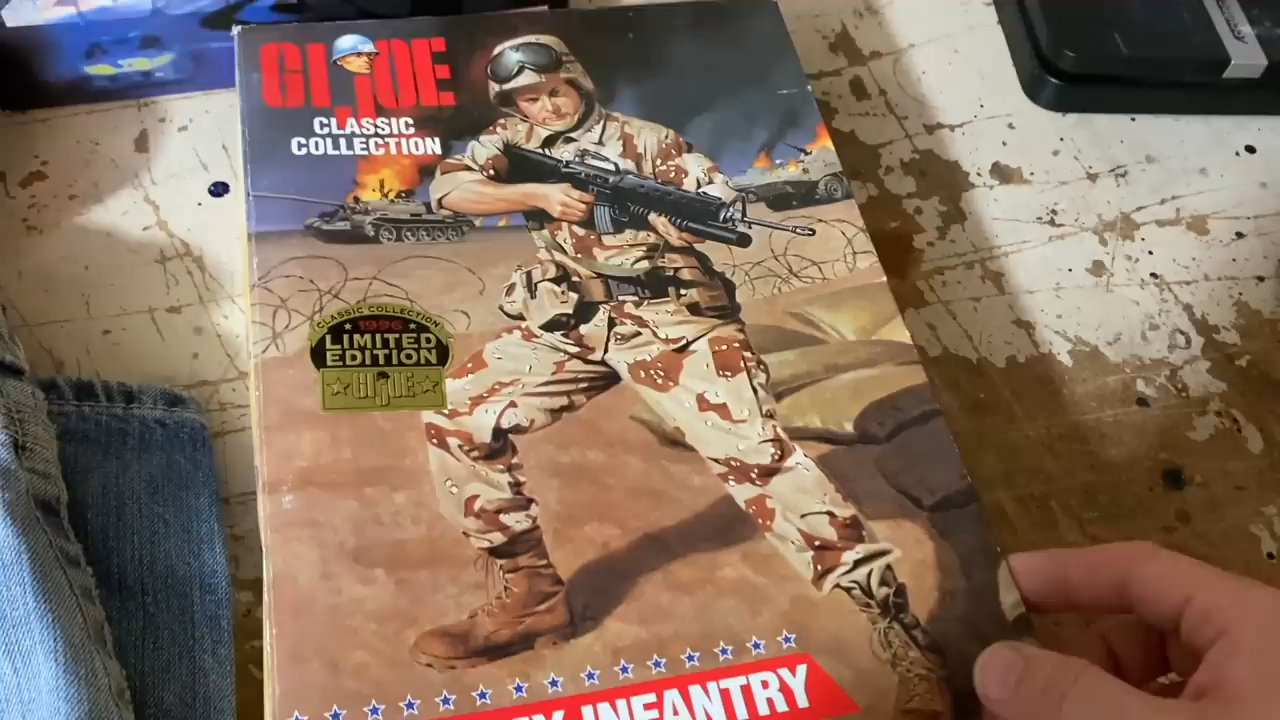 GI JOE
CLASSIC
COLLECTION
CLASSIC COLLECTION
1996
LIMITED
EDITION
GI JOE
INFANTRY